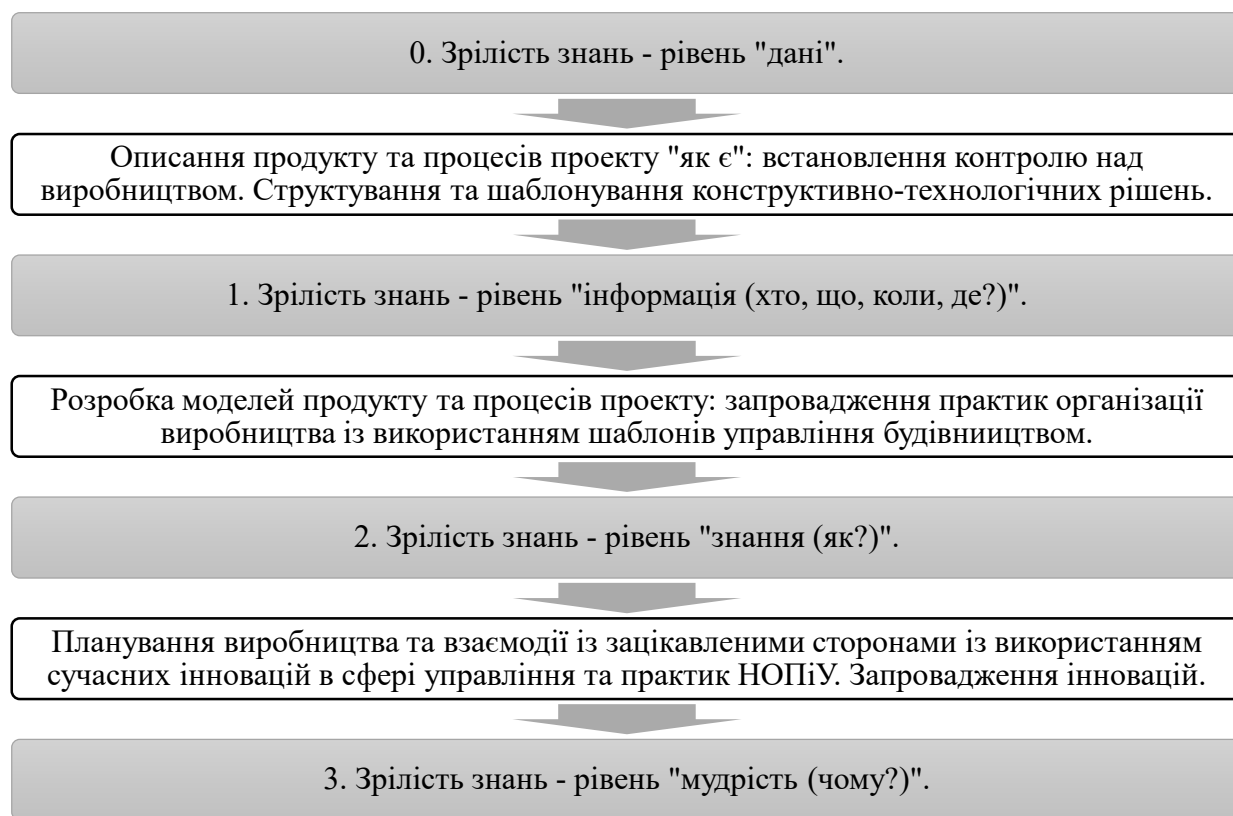 0. Зрілість знань - рівень "дані".
Описання продукту та процесів проекту "як є": встановлення контролю над
виробництвом. Структування та шаблонування конструктивно-технологічних рішень.
1. Зрілість знань - рівень "інформація (хто, що, коли, де?)".
Розробка моделей продукту та процесів проекту: запровадження практик організації
виробництва із використанням шаблонів управління будівниицтвом.
2. Зрілість знань - рівень "знання (як?)".
Планування виробництва та взаємодії із зацікавленими сторонами із використанням
сучасних інновацій в сфері управління та практик НОПіУ. Запровадження інновацій.
3. Зрілість знань - рівень "мудрість (чому?)".